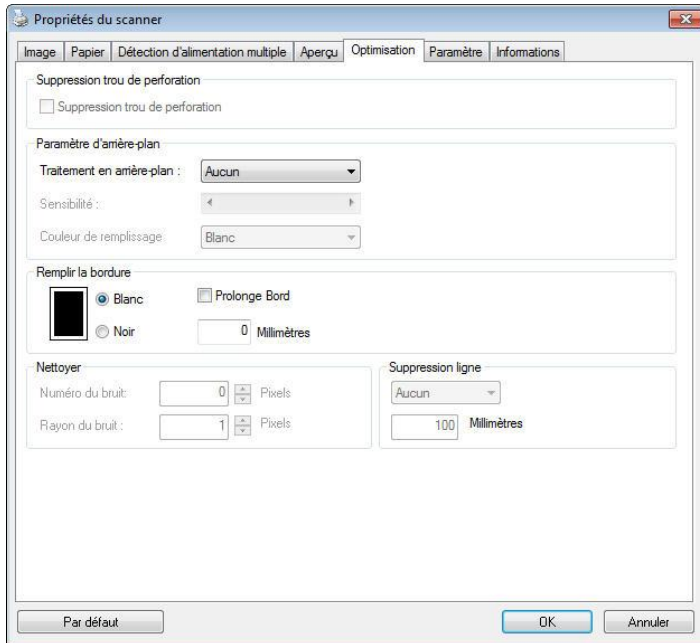 Propriétés du scanner
Image Papier Détection d'alimentation multiple Aperçu Optimisation Paramètre Informations
Suppression trou de perforation
Suppression trou de perforation
Paramètre d'arrière-plan
Traitement en arrière-plan : Aucun
Sensibilité :
Couleur de remplissage Blanc
Remplir la bordure
Blanc Prolonge Bord
Noir 0 Millimètres
Nettoyer Suppression ligne
Numéro du bruit: 0 Pixels Aucun
Rayon du bruit : 1 Pixels 100 Millimètres
Par défaut OK Annuler